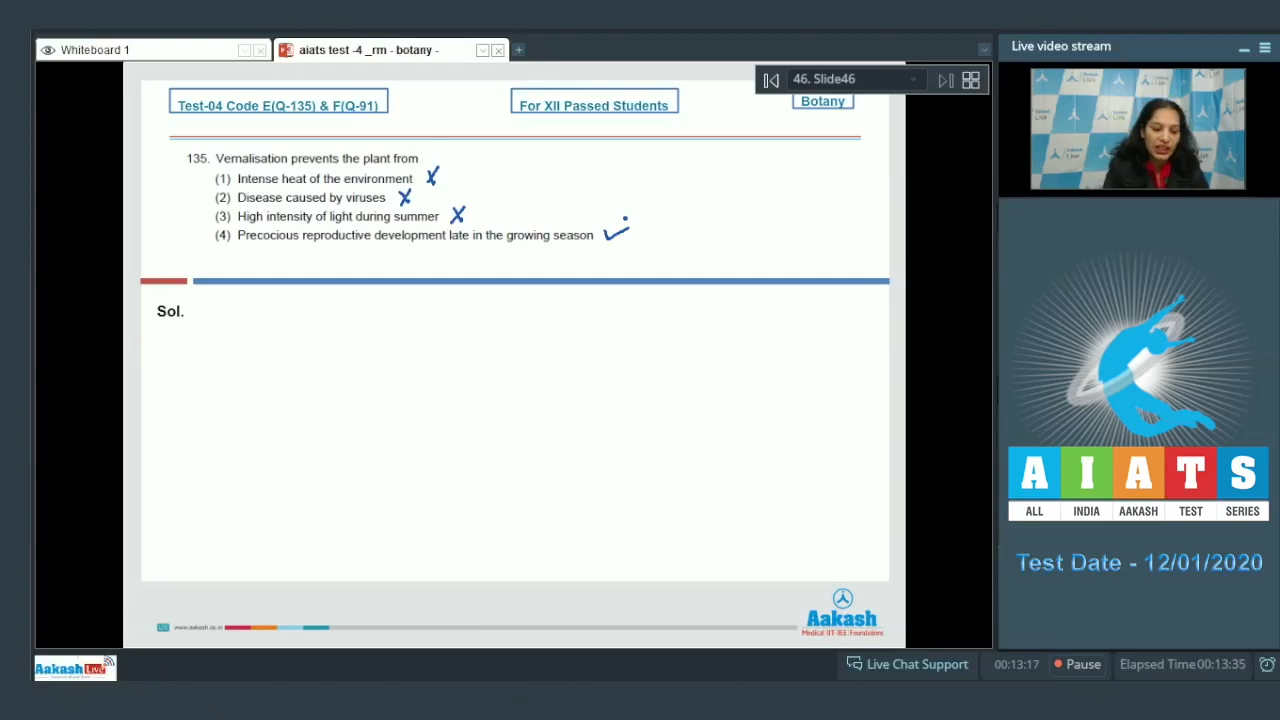 Whiteboard 1
aiats test -4 _rm - botany -
Live video stream
46. Slide46
Test-04 Code E(Q-135) & F(Q-91)
For XII Passed Students
Botany
135. Vernalisation prevents the plant from
(1) Intense heat of the environment
(2) Disease caused by viruses
(3) High intensity of light during summer
(4) Precocious reproductive development late in the growing season
Sol.
A I A T S
ALL INDIA AAKASH TEST SERIES
Test Date - 12/01/2020
Aakash
Medical|IIT-JEE|Foundations
www.aakash.ac.in
Aakash Live
Live Chat Support
00:13:17
Pause
Elapsed Time 00:13:35